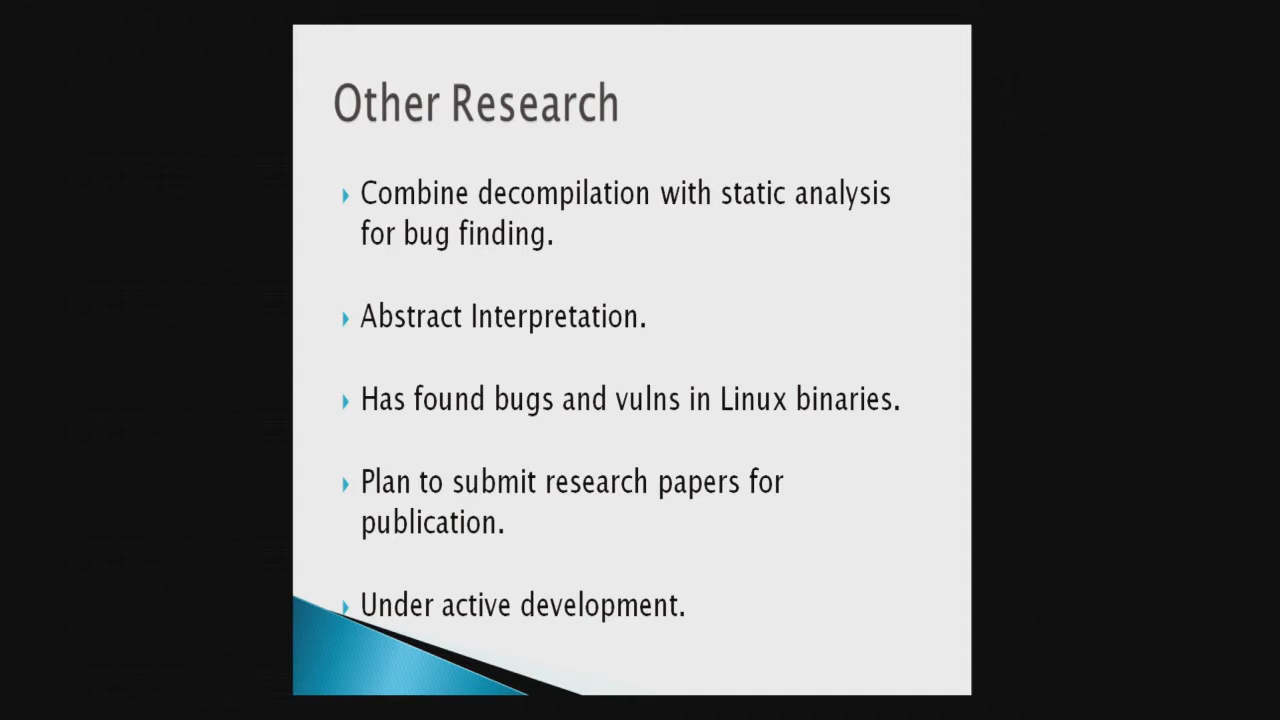 Other Research
Combine decompilation with static analysis
for bug finding.
Abstract Interpretation.
Has found bugs and vulns in Linux binaries.
Plan to submit research papers for
publication.
Under active development.